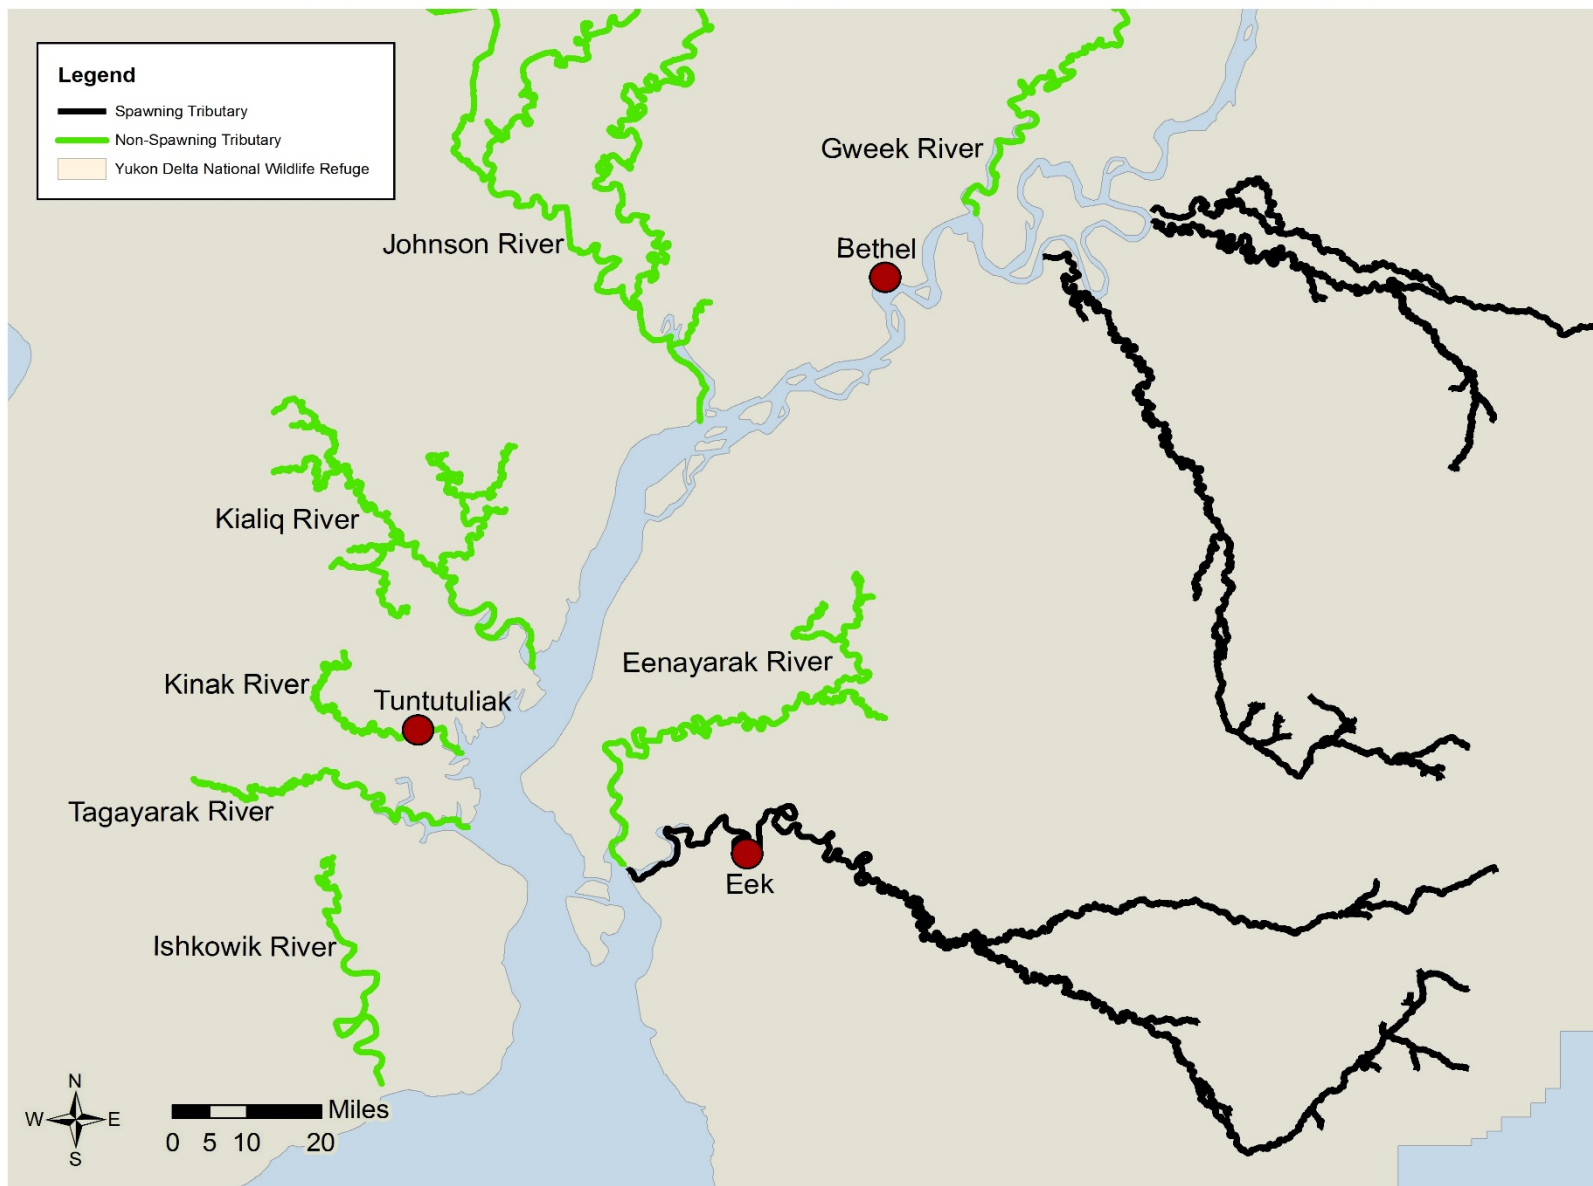 Legend
Spawning Tributary
Non-Spawning Tributary
Yukon Delta National Wildlife Refuge
Gweek River
Johnson River
Bethel
Kialiq River
Eenayarak River
Kinak River
Tuntutuliak
Tagayarak River
Eek
Ishkowik River
N
W E
S
Miles
0 5 10 20